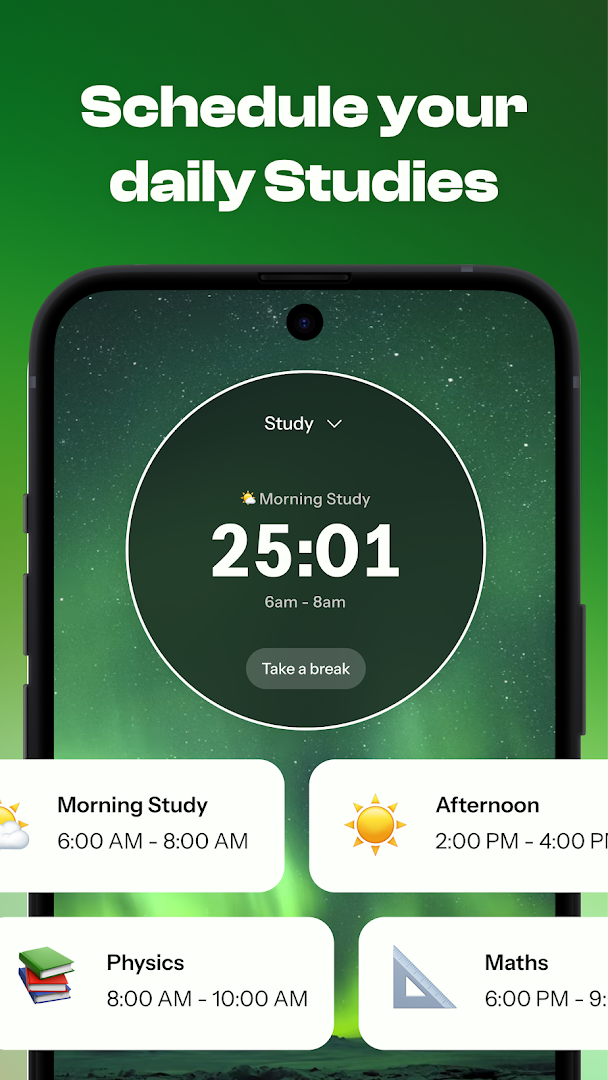 Schedule your
daily Studies
Study
Morning Study
25:01
6am - 8am
Take a break
Morning Study
6:00 AM - 8:00 AM
Afternoon
2:00 PM - 4:00 P
Physics
8:00 AM - 10:00 AM
Maths
6:00 PM - 9: